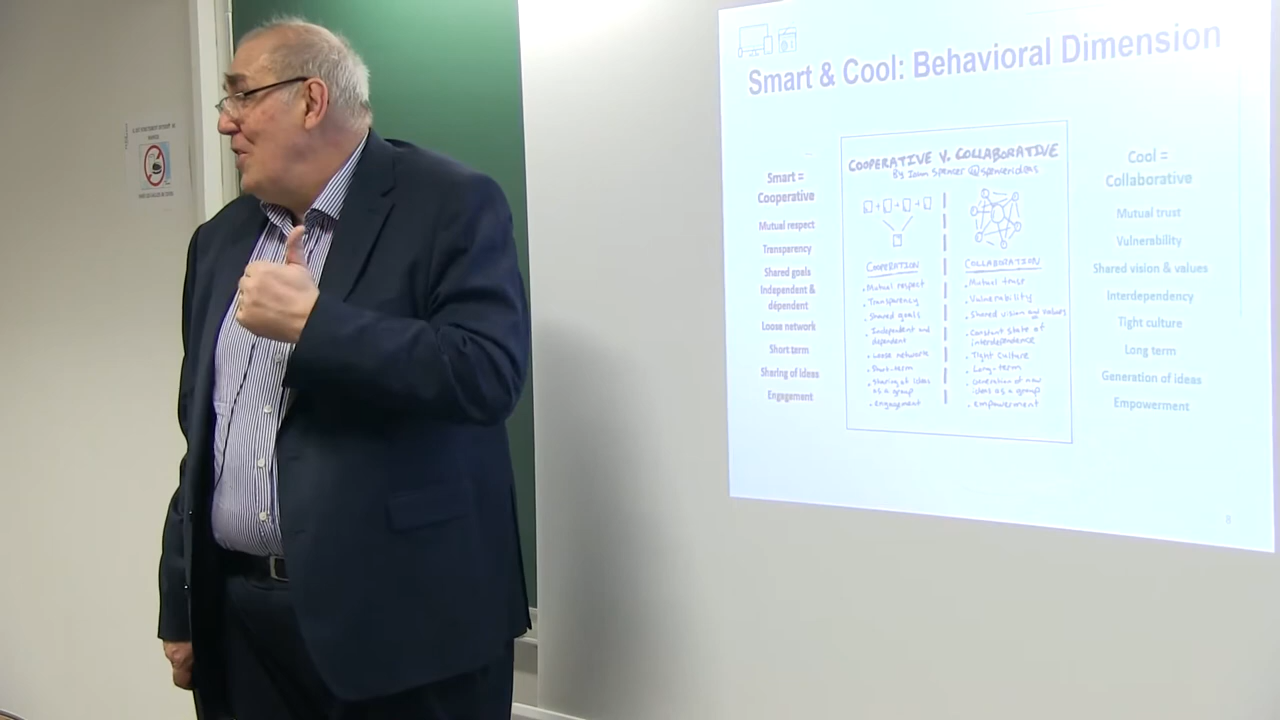 Smart & Cool: Behavioral Dimension
Smart =
Cooperative
Mutual respect
Transparency
Shared goals
Independent &
dépendent
Loose network
Short term
Sharing of ideas
Engagement
COOPERATIVE V. COLLABORATIVE
By John Spencer @spencerideas
COOPERATION
• Mutual respect
• Transparency
• Shared goals
• Independent and
dependent
• Loose networks
• Short-term
• Sharing of ideas
as a group
• Engagement
COLLABORATION
• Mutual trust
• Vulnerability
• Shared vision and values
• Constant state of
interdependence
• Tight Culture
• Long-term
• Generation of new
ideas as a group
• Empowerment
Cool =
Collaborative
Mutual trust
Vulnerability
Shared vision & values
Interdependency
Tight culture
Long term
Generation of ideas
Empowerment
8